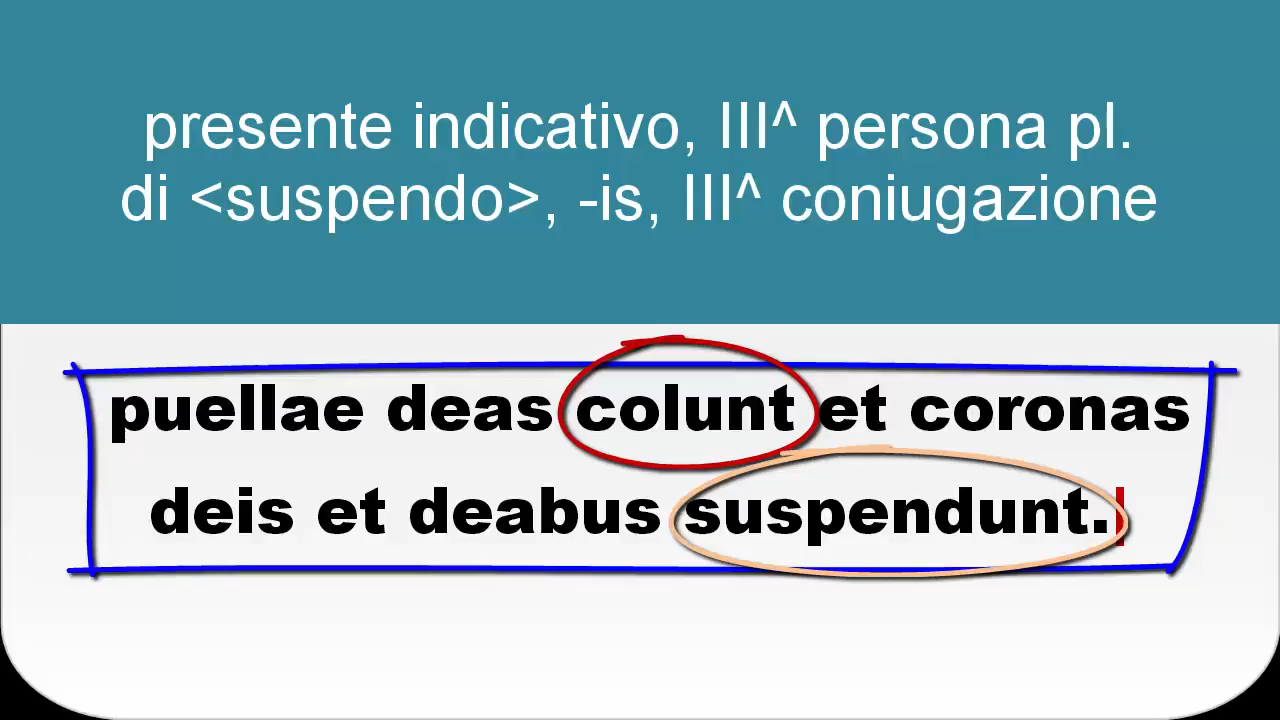 presente indicativo, III^ persona pl.
di <suspendo>, -is, III^ coniugazione
puellae deas colunt et coronas
deis et deabus suspendunt.